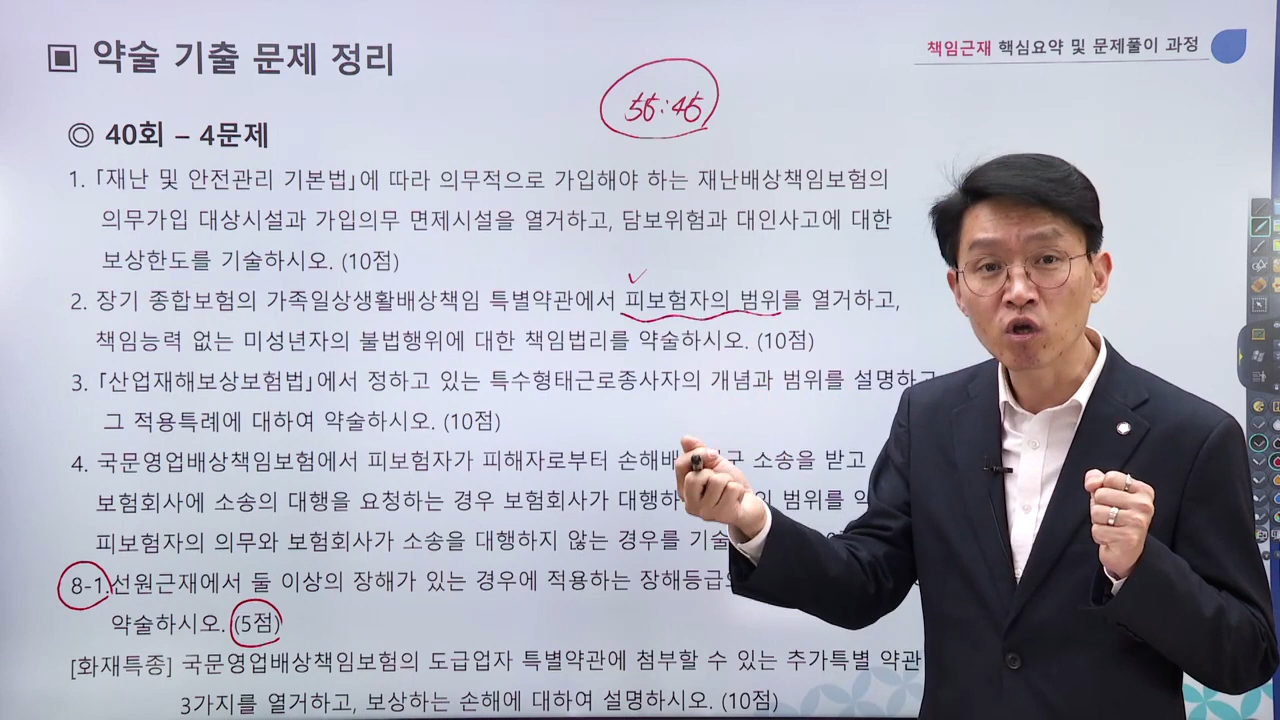 ▣ 약술 기출 문제 정리
책임근재 핵심요약 및 문제풀이 과정
55:45
◎ 40회 – 4문제
1. 「재난 및 안전관리 기본법」에 따라 의무적으로 가입해야 하는 재난배상책임보험의
의무가입 대상시설과 가입의무 면제시설을 열거하고, 담보위험과 대인사고에 대한
보상한도를 기술하시오. (10점)
2. 장기 종합보험의 가족일상생활배상책임 특별약관에서 피보험자의 범위를 열거하고,
책임능력 없는 미성년자의 불법행위에 대한 책임법리를 약술하시오. (10점)
3. 「산업재해보상보험법」에서 정하고 있는 특수형태근로종사자의 개념과 범위를 설명하고
그 적용특례에 대하여 약술하시오. (10점)
4. 국문영업배상책임보험에서 피보험자가 피해자로부터 손해배 소송을 받고
보험회사에 소송의 대행을 요청하는 경우 보험회사가 대행하 범위를
피보험자의 의무와 보험회사가 소송을 대행하지 않는 경우를 기술
8-1. 선원근재에서 둘 이상의 장해가 있는 경우에 적용하는 장해등급
약술하시오. (5점)
[화재특종] 국문영업배상책임보험의 도급업자 특별약관에 첨부할 수 있는 추가특별 약관
3가지를 열거하고, 보상하는 손해에 대하여 설명하시오. (10점)